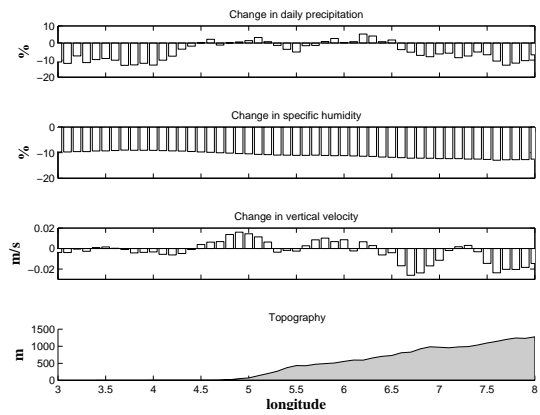 Change in daily precipitation
10
0
−10
−20
%
Change in specific humidity
0
−10
−20
%
Change in vertical velocity
0.02
0
−0.02
m/s
Topography
1500
1000
500
0
m
3 3.5 4 4.5 5 5.5 6 6.5 7 7.5 8
longitude